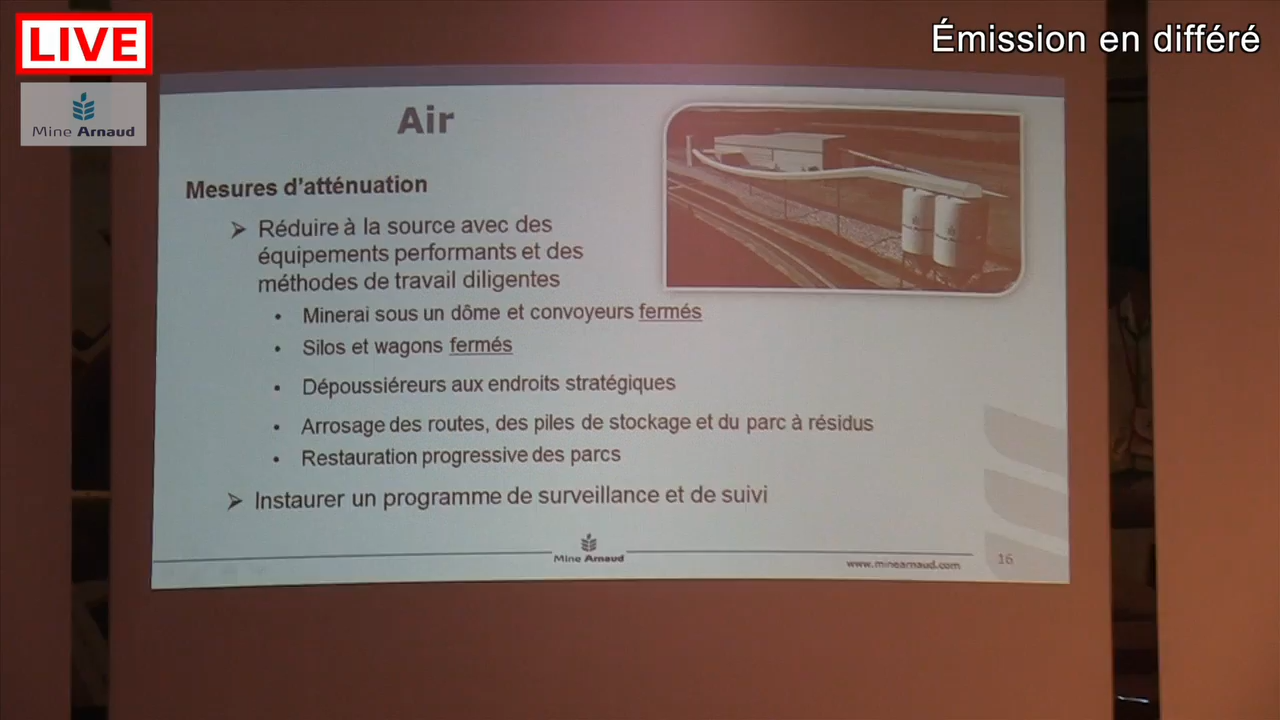 LIVE
Émission en différé
Mine Arnaud
Air
Mesures d'atténuation
➢ Réduire à la source avec des
équipements performants et des
méthodes de travail diligentes
• Minerai sous un dôme et convoyeurs fermés
• Silos et wagons fermés
• Dépoussiéreurs aux endroits stratégiques
• Arrosage des routes, des piles de stockage et du parc à résidus
• Restauration progressive des parcs
➢ Instaurer un programme de surveillance et de suivi
Mine Arnaud
www.minearnaud.com
16